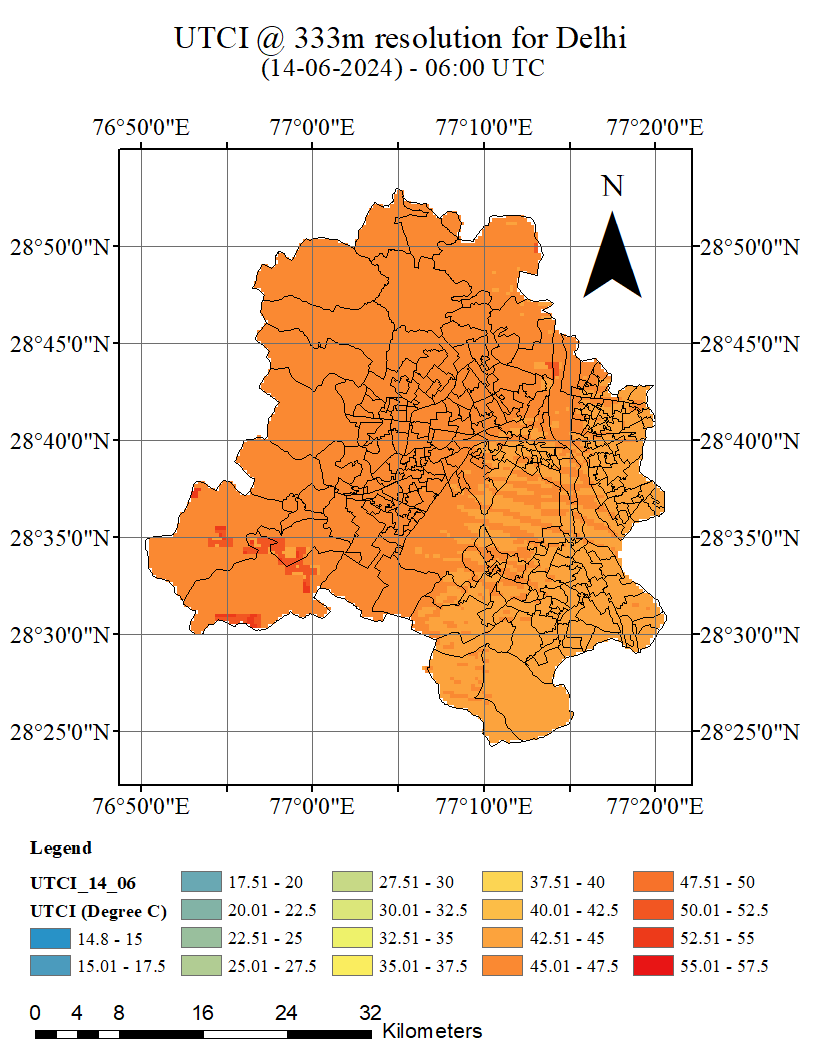 UTCI @ 333m resolution for Delhi
(14-06-2024) - 06:00 UTC
76°50'0"E 77°0'0"E 77°10'0"E 77°20'0"E
N
28°50'0"N 28°50'0"N
28°45'0"N 28°45'0"N
28°40'0"N 28°40'0"N
28°35'0"N 28°35'0"N
28°30'0"N 28°30'0"N
28°25'0"N 28°25'0"N
76°50'0"E 77°0'0"E 77°10'0"E 77°20'0"E
Legend
UTCI_14_06 17.51 - 20 27.51 - 30 37.51 - 40 47.51 - 50
UTCI (Degree C) 20.01 - 22.5 30.01 - 32.5 40.01 - 42.5 50.01 - 52.5
14.8 - 15 22.51 - 25 32.51 - 35 42.51 - 45 52.51 - 55
15.01 - 17.5 25.01 - 27.5 35.01 - 37.5 45.01 - 47.5 55.01 - 57.5
0 4 8 16 24 32
Kilometers